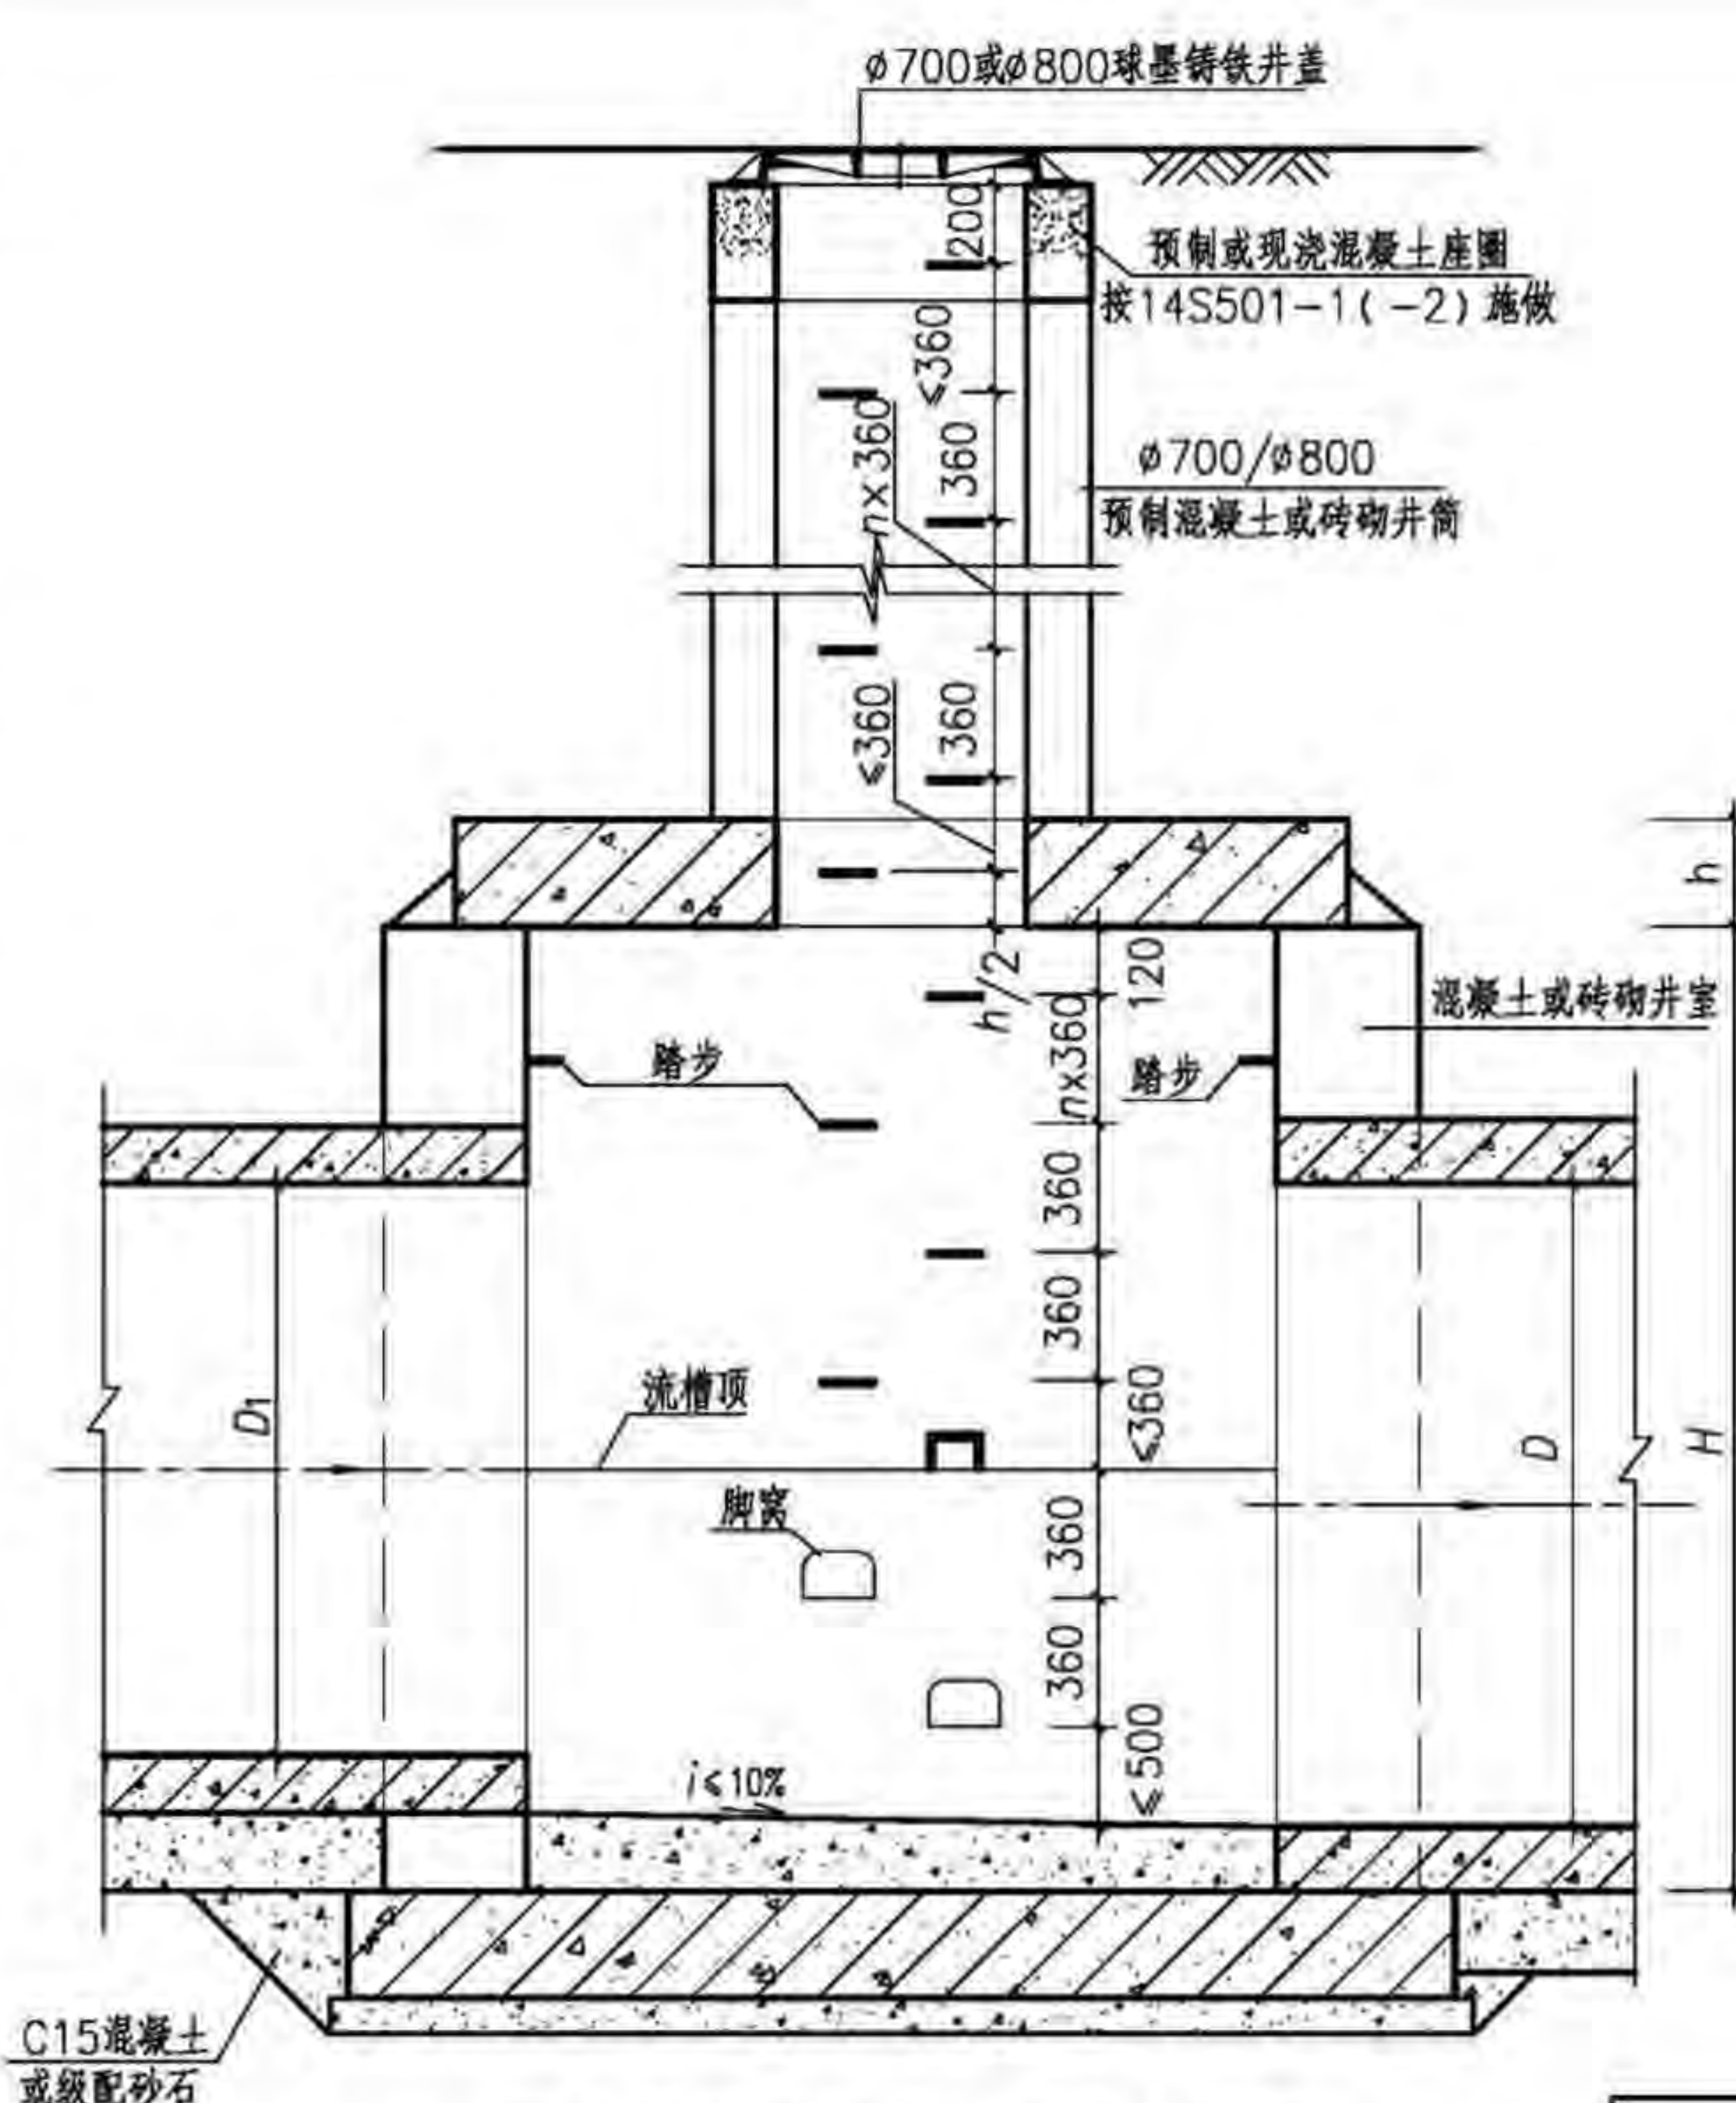 φ700或φ800球墨铸铁井盖
200
预制或现浇混凝土座圈
按14S501-1(-2)施做
≤360
n×360
360
φ700/φ800
预制混凝土或砖砌井筒
≤360
360
h
h/2
120
混凝土或砖砌井室
踏步
n×360
踏步
360
360
≤360
流槽顶
D1
D
H
脚窝
360
360
i≤10%
≤500
C15混凝土
或级配砂石